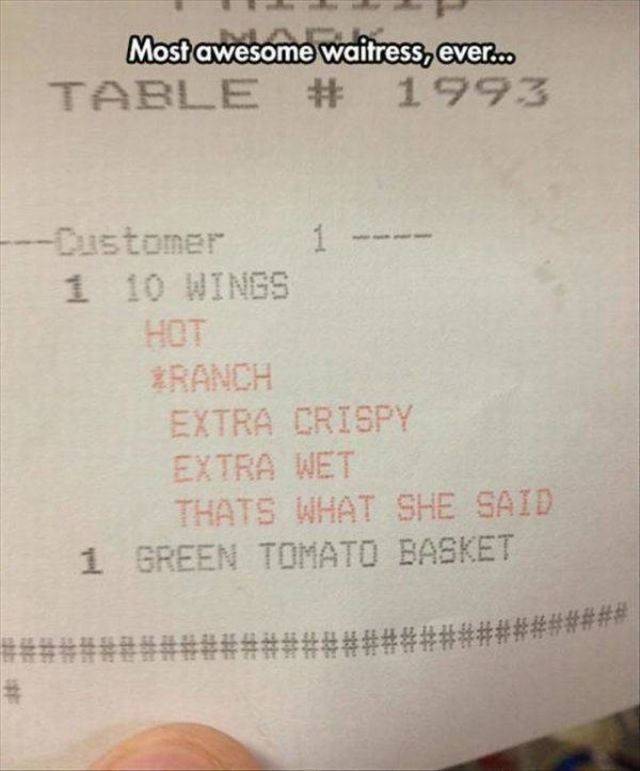 Most awesome waitress, ever...
TABLE # 1993
---Customer 1 ----
1 10 WINGS
HOT
*RANCH
EXTRA CRISPY
EXTRA WET
THATS WHAT SHE SAID
1 GREEN TOMATO BASKET
######################################
#